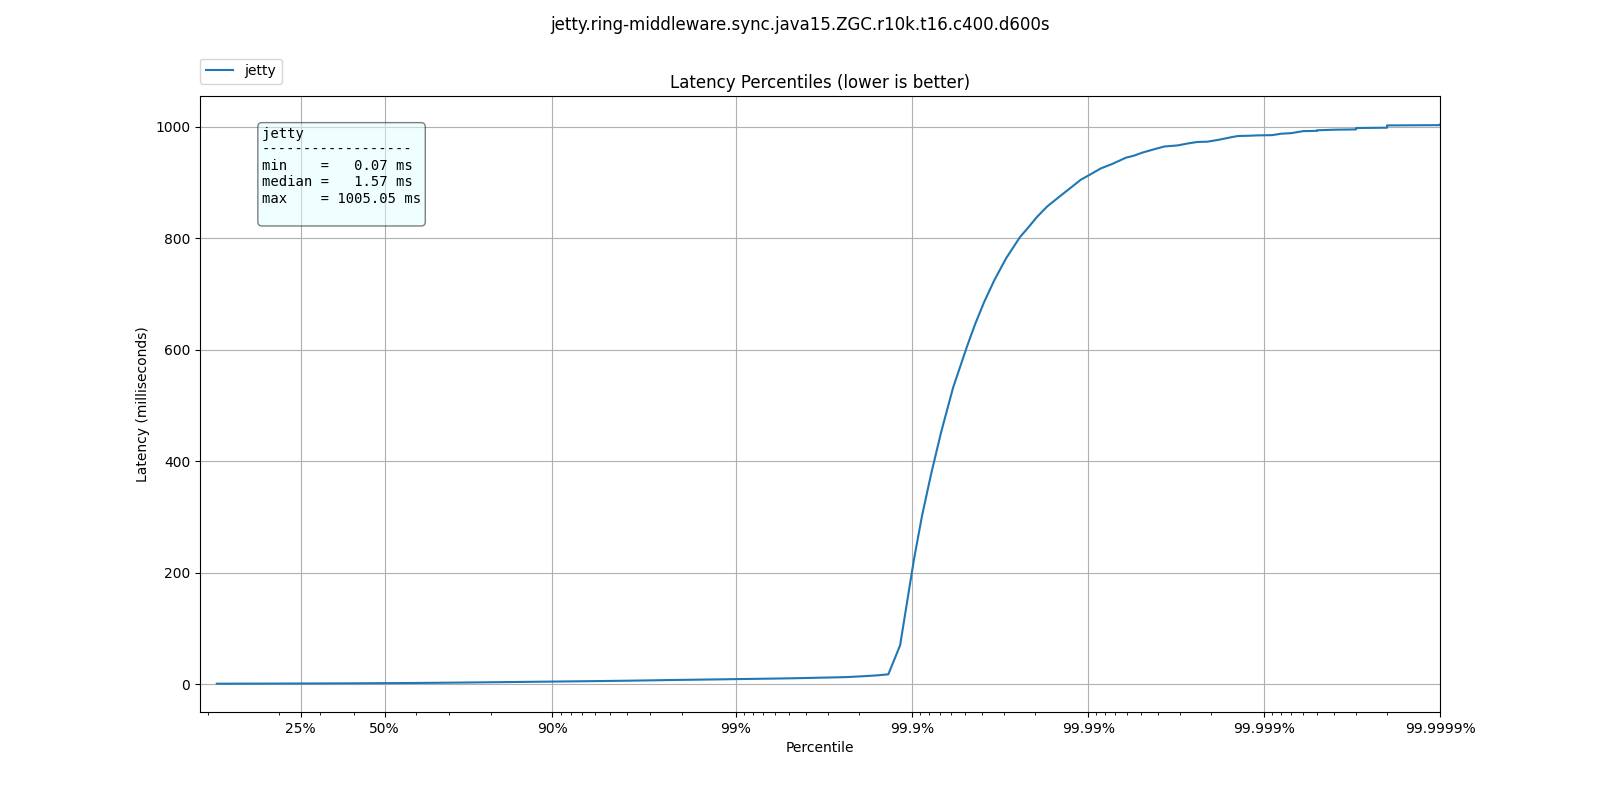 jetty.ring-middleware.sync.java15.ZGC.r10k.t16.c400.d600s
jetty
Latency Percentiles (lower is better)
jetty
------------------
min    =   0.07 ms
median =   1.57 ms
max    = 1005.05 ms
1000
800
600
400
200
0
Latency (milliseconds)
25% 50% 90% 99% 99.9% 99.99% 99.999% 99.9999%
Percentile